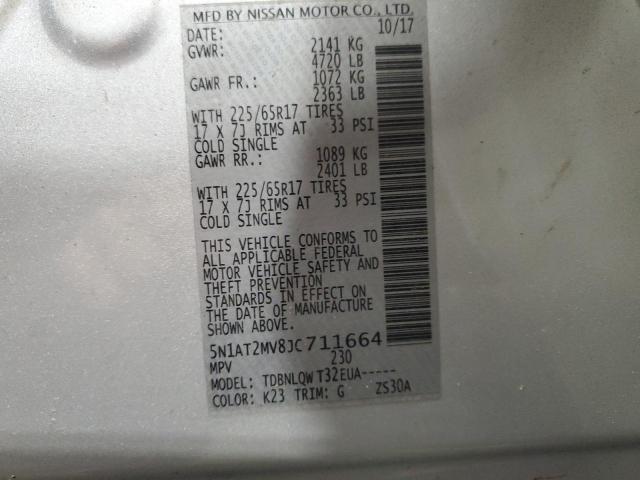 MFD BY NISSAN MOTOR CO., LTD.
DATE: 10/17
GVWR: 2141 KG
4720 LB
GAWR FR.: 1072 KG
2363 LB
WITH 225/65R17 TIRES
17 X 7J RIMS AT 33 PSI
COLD SINGLE
GAWR RR.: 1089 KG
2401 LB
WITH 225/65R17 TIRES
17 X 7J RIMS AT 33 PSI
COLD SINGLE
THIS VEHICLE CONFORMS TO
ALL APPLICABLE FEDERAL
MOTOR VEHICLE SAFETY AND
THEFT PREVENTION
STANDARDS IN EFFECT ON
THE DATE OF MANUFACTURE
SHOWN ABOVE.
5N1AT2MV8JC711664
MPV 230
MODEL: TDBNLQW T32EUA-----
COLOR: K23 TRIM: G ZS30A